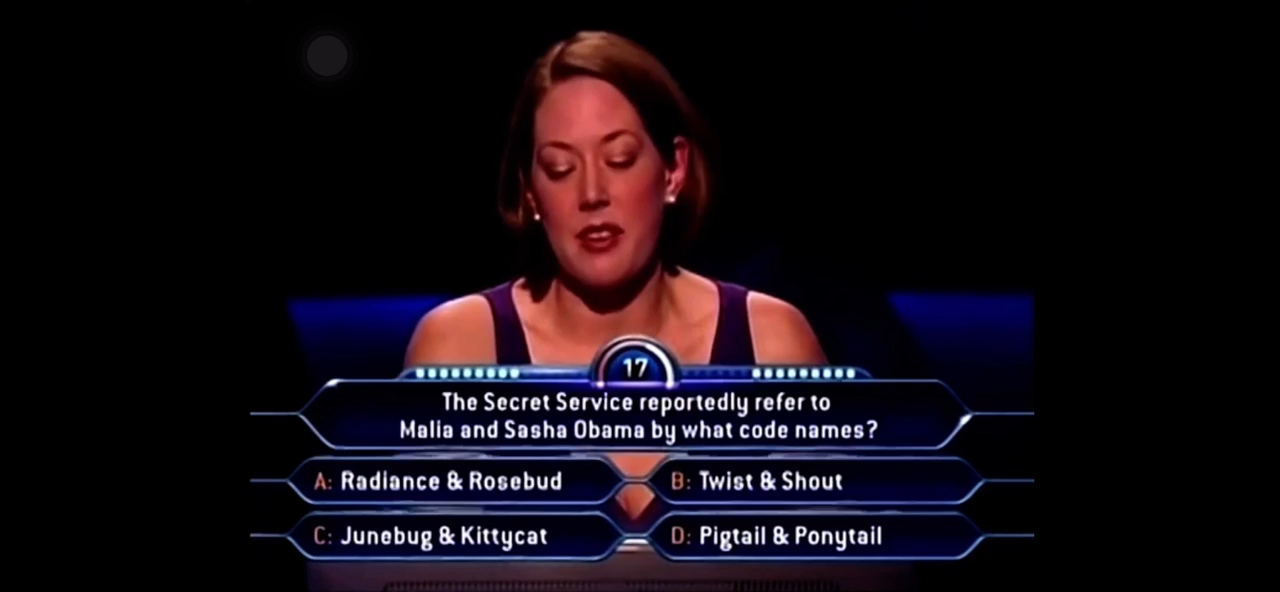 17
The Secret Service reportedly refer to
Malia and Sasha Obama by what code names?
A: Radiance & Rosebud
B: Twist & Shout
C: Junebug & Kittycat
D: Pigtail & Ponytail